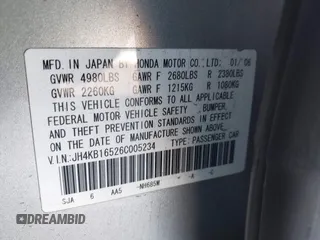 MFD. IN JAPAN BY HONDA MOTOR CO., LTD. 01/06
GVWR 4980LBS GAWR F 2680LBS R 2390LBS
GVWR 2260KG GAWR F 1215KG R 1080KG
THIS VEHICLE CONFORMS TO ALL APPLICABLE
FEDERAL MOTOR VEHICLE SAFETY, BUMPER,
AND THEFT PREVENTION STANDARDS IN EFFECT ON
THE DATE OF MANUFACTURE SHOWN ABOVE.
V.I.N.:JH4KB16526C005234 TYPE: PASSENGER CAR
SJA 6 AA5 -NH685M -A -G
DREAMBID